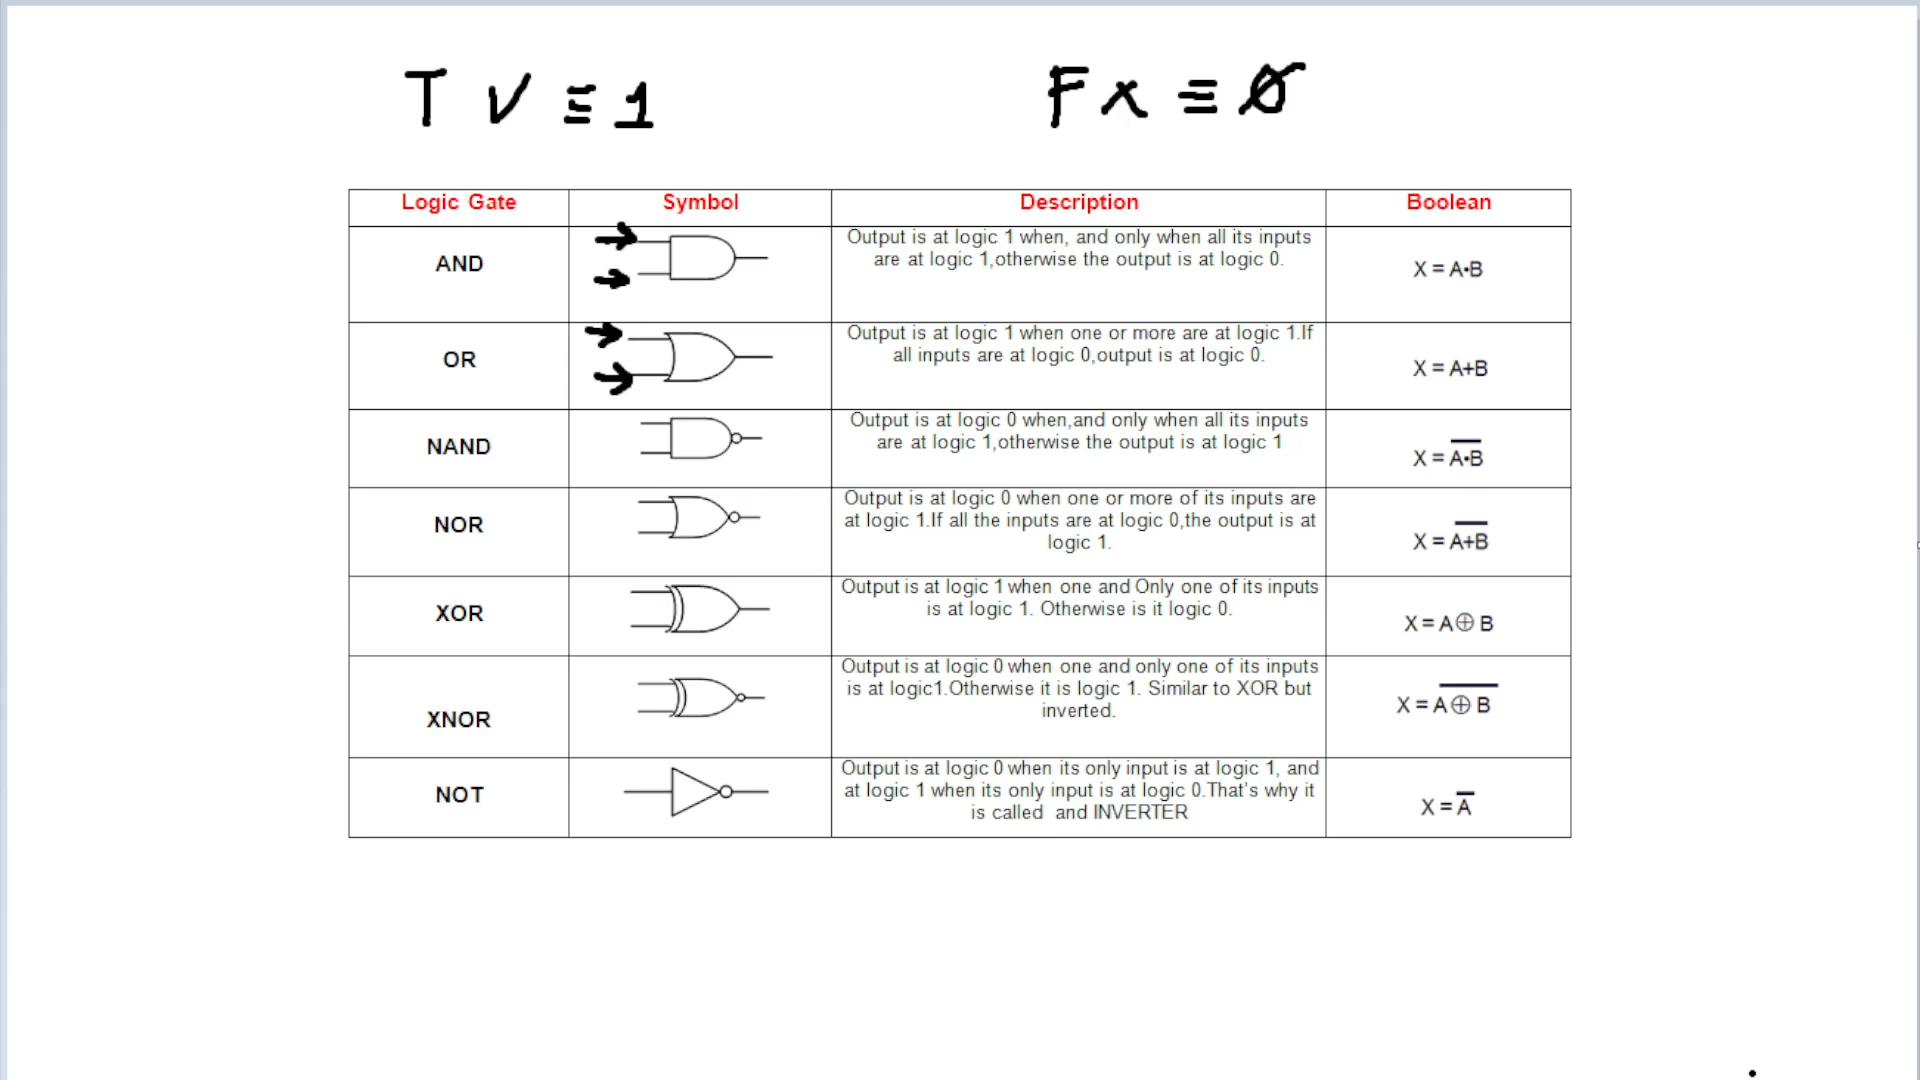 T V ≡ 1
F x ≡ 0
Logic Gate Symbol Description Boolean
AND
Output is at logic 1 when, and only when all its inputs
are at logic 1,otherwise the output is at logic 0.
X = A•B
OR
Output is at logic 1 when one or more are at logic 1.If
all inputs are at logic 0,output is at logic 0.
X = A+B
NAND
Output is at logic 0 when,and only when all its inputs
are at logic 1,otherwise the output is at logic 1
X = A̅•̅B̅
NOR
Output is at logic 0 when one or more of its inputs are
at logic 1.If all the inputs are at logic 0,the output is at
logic 1.
X = A̅+̅B̅
XOR
Output is at logic 1 when one and Only one of its inputs
is at logic 1. Otherwise is it logic 0.
X = A⊕ B
XNOR
Output is at logic 0 when one and only one of its inputs
is at logic1.Otherwise it is logic 1. Similar to XOR but
inverted.
X = A̅ ⊕̅ B̅
NOT
Output is at logic 0 when its only input is at logic 1, and
at logic 1 when its only input is at logic 0.That's why it
is called and INVERTER
X = A̅